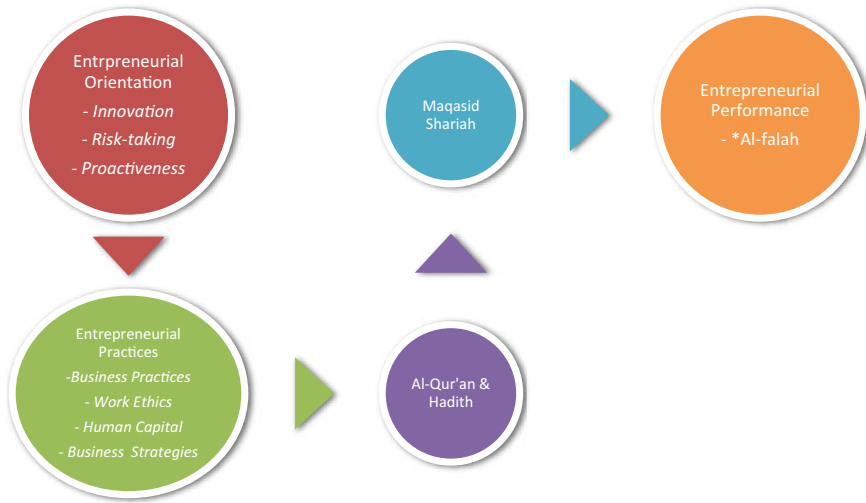 Entrpreneurial
Orientation
- Innovation
- Risk-taking
- Proactiveness
Entrepreneurial
Practices
-Business Practices
- Work Ethics
- Human Capital
- Business Strategies
Al-Qur'an &
Hadith
Maqasid
Shariah
Entrepreneurial
Performance
- *Al-falah